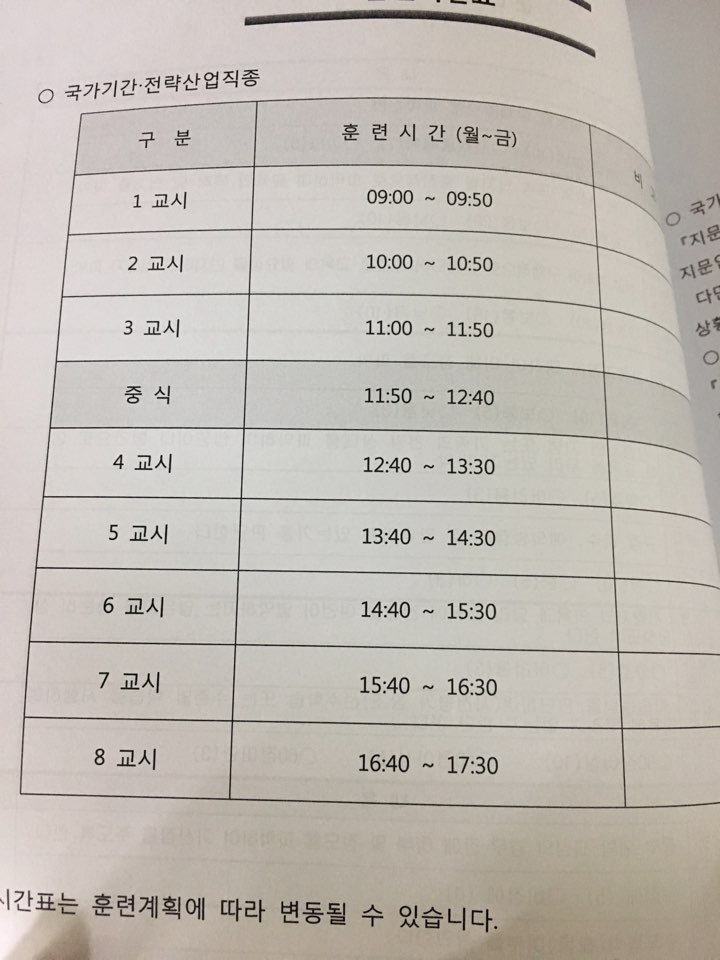 ○ 국가기간·전략산업직종
구 분 훈 련 시 간 (월~금) 비
1 교시 09:00 ~ 09:50
2 교시 10:00 ~ 10:50
3 교시 11:00 ~ 11:50
중 식 11:50 ~ 12:40
4 교시 12:40 ~ 13:30
5 교시 13:40 ~ 14:30
6 교시 14:40 ~ 15:30
7 교시 15:40 ~ 16:30
8 교시 16:40 ~ 17:30
시간표는 훈련계획에 따라 변동될 수 있습니다.
○ 국가
『지문
지문
다만
상황
○
『